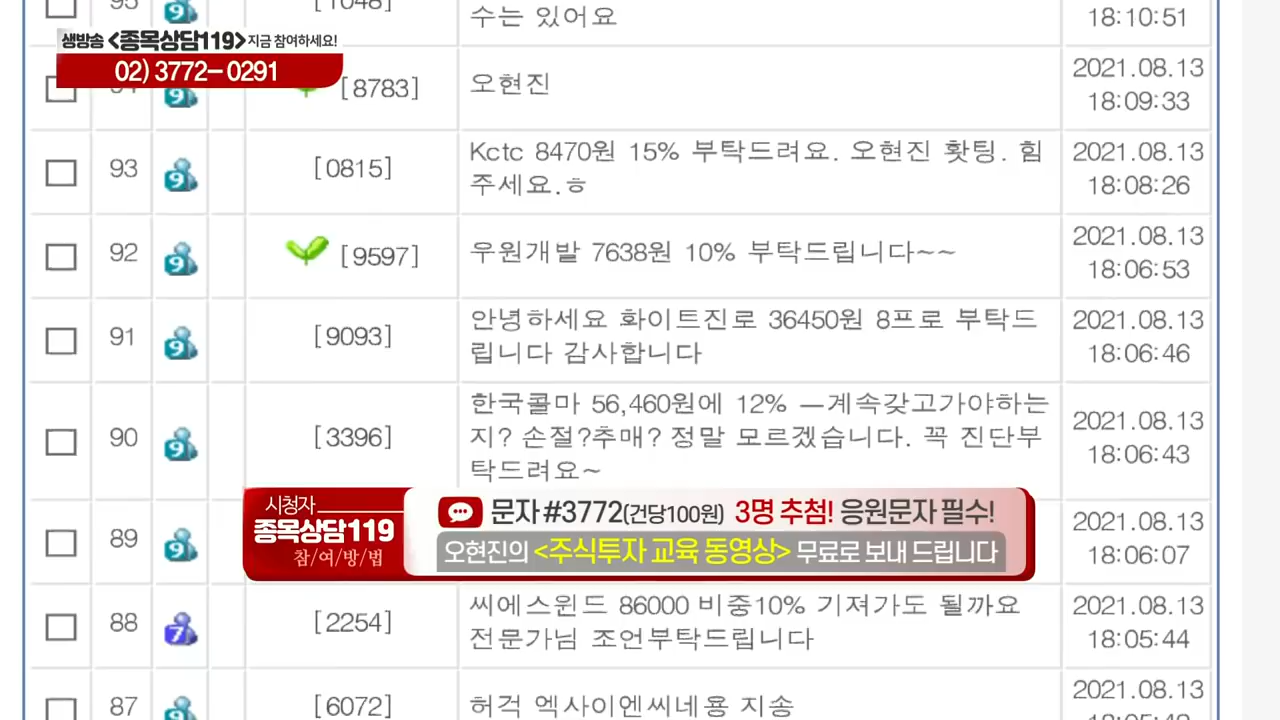 95
[1048]
수는 있어요
18:10:51
생방송 <종목상담119> 지금 참여하세요!
02) 3772-0291
94
9
[8783]
오현진
2021.08.13
18:09:33
93
9
[0815]
Kctc 8470원 15% 부탁드려요. 오현진 홧팅. 힘
주세요.ㅎ
2021.08.13
18:08:26
92
9
[9597]
우원개발 7638원 10% 부탁드립니다~~
2021.08.13
18:06:53
91
9
[9093]
안녕하세요 화이트진로 36450원 8프로 부탁드
립니다 감사합니다
2021.08.13
18:06:46
90
9
[3396]
한국콜마 56,460원에 12% —계속갖고가야하는
지? 손절?추매? 정말 모르겠습니다. 꼭 진단부
탁드려요~
2021.08.13
18:06:43
89
9
2021.08.13
18:06:07
시청자
종목상담119
참/여/방/법
문자 #3772(건당100원) 3명 추첨! 응원문자 필수!
오현진의 <주식투자 교육 동영상> 무료로 보내 드립니다
88
7
[2254]
씨에스윈드 86000 비중10% 기져가도 될까요
전문가님 조언부탁드립니다
2021.08.13
18:05:44
87
9
[6072]
허걱 엑사이엔씨네용 지송
2021.08.13